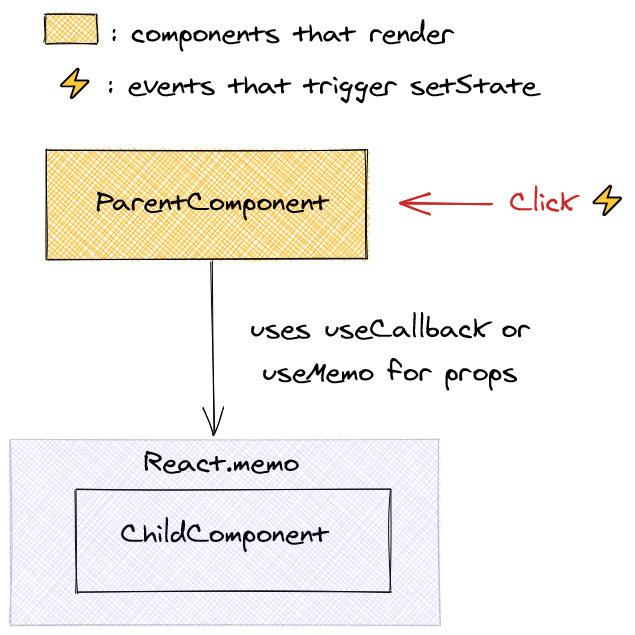 : components that render
: events that trigger setState
ParentComponent
Click
uses useCallback or
useMemo for props
React.memo
ChildComponent